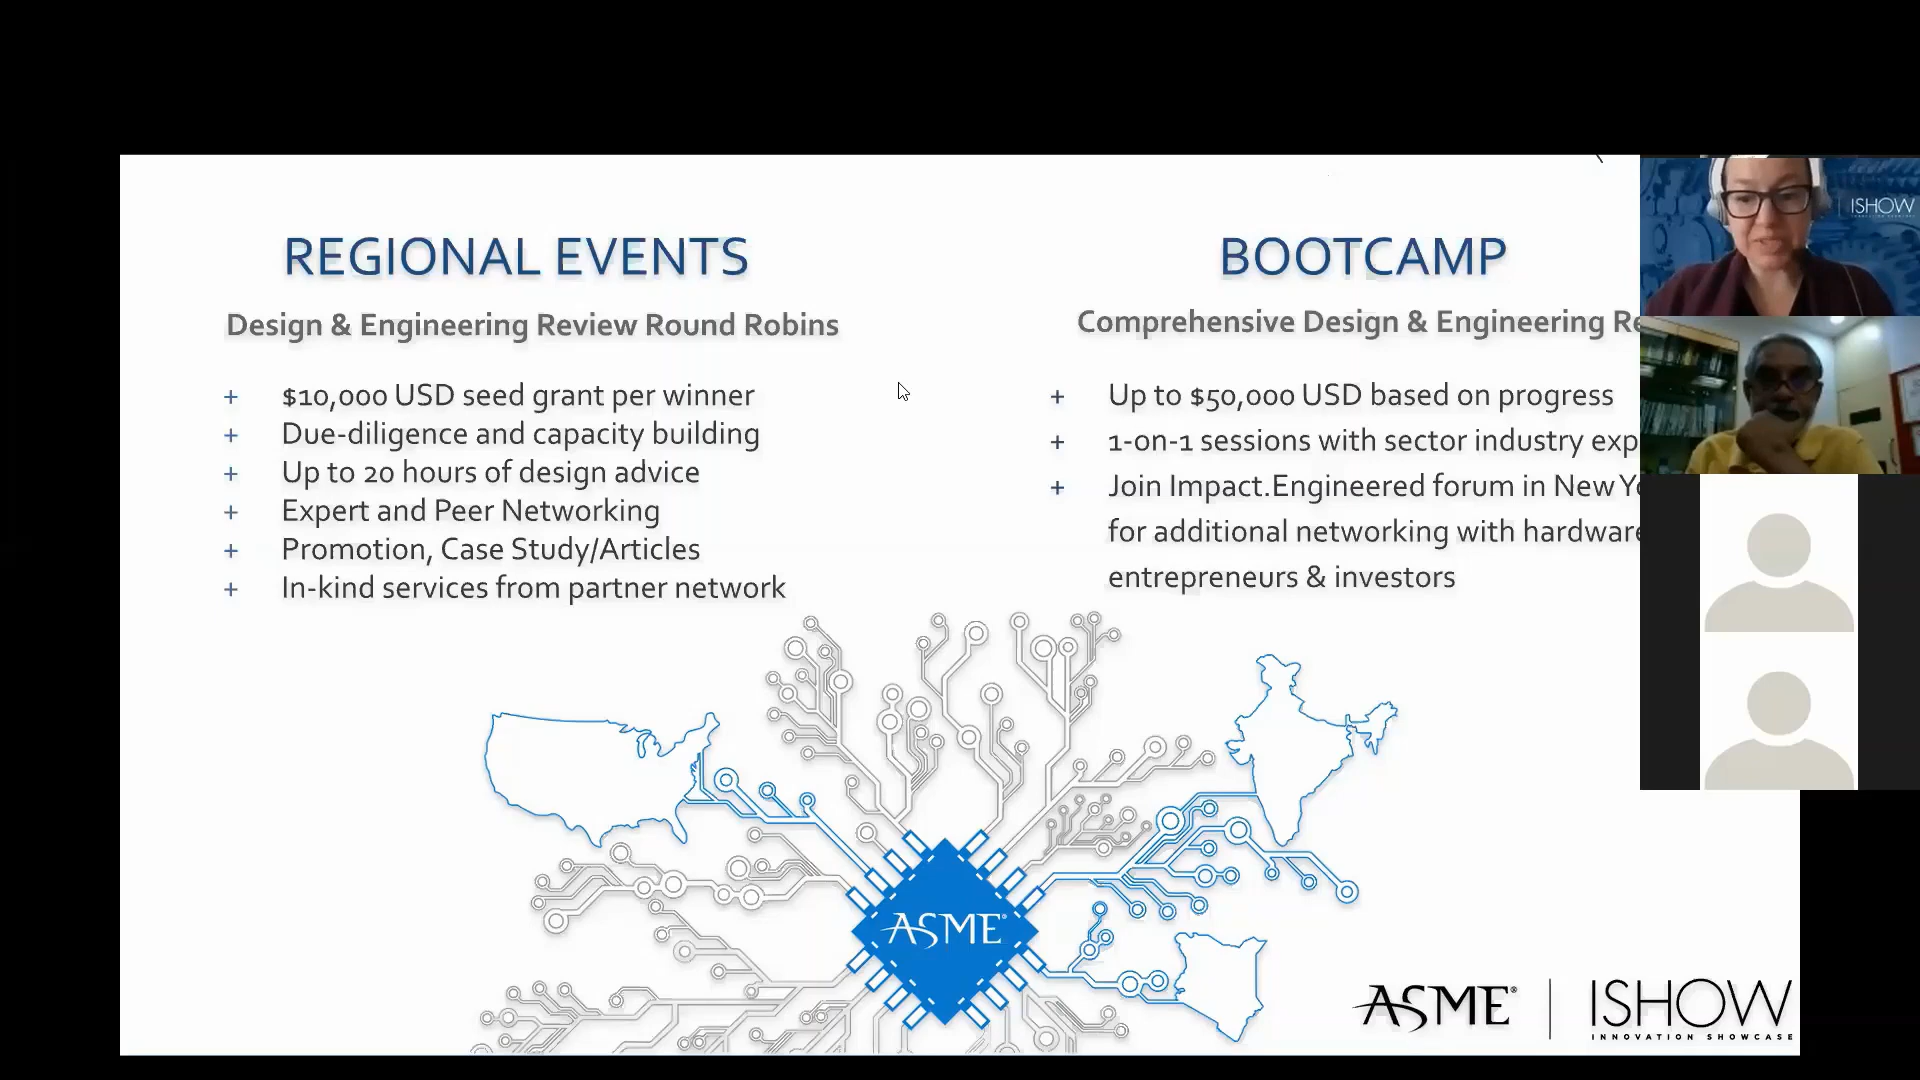 REGIONAL EVENTS
Design & Engineering Review Round Robins
+ $10,000 USD seed grant per winner
+ Due-diligence and capacity building
+ Up to 20 hours of design advice
+ Expert and Peer Networking
+ Promotion, Case Study/Articles
+ In-kind services from partner network
BOOTCAMP
Comprehensive Design & Engineering
+ Up to $50,000 USD based on progress
+ 1-on-1 sessions with sector industry
+ Join Impact.Engineered forum in New
for additional networking with hardware
entrepreneurs & investors
ISHOW
ASME®
ASME® | ISHOW
INNOVATION SHOWCASE